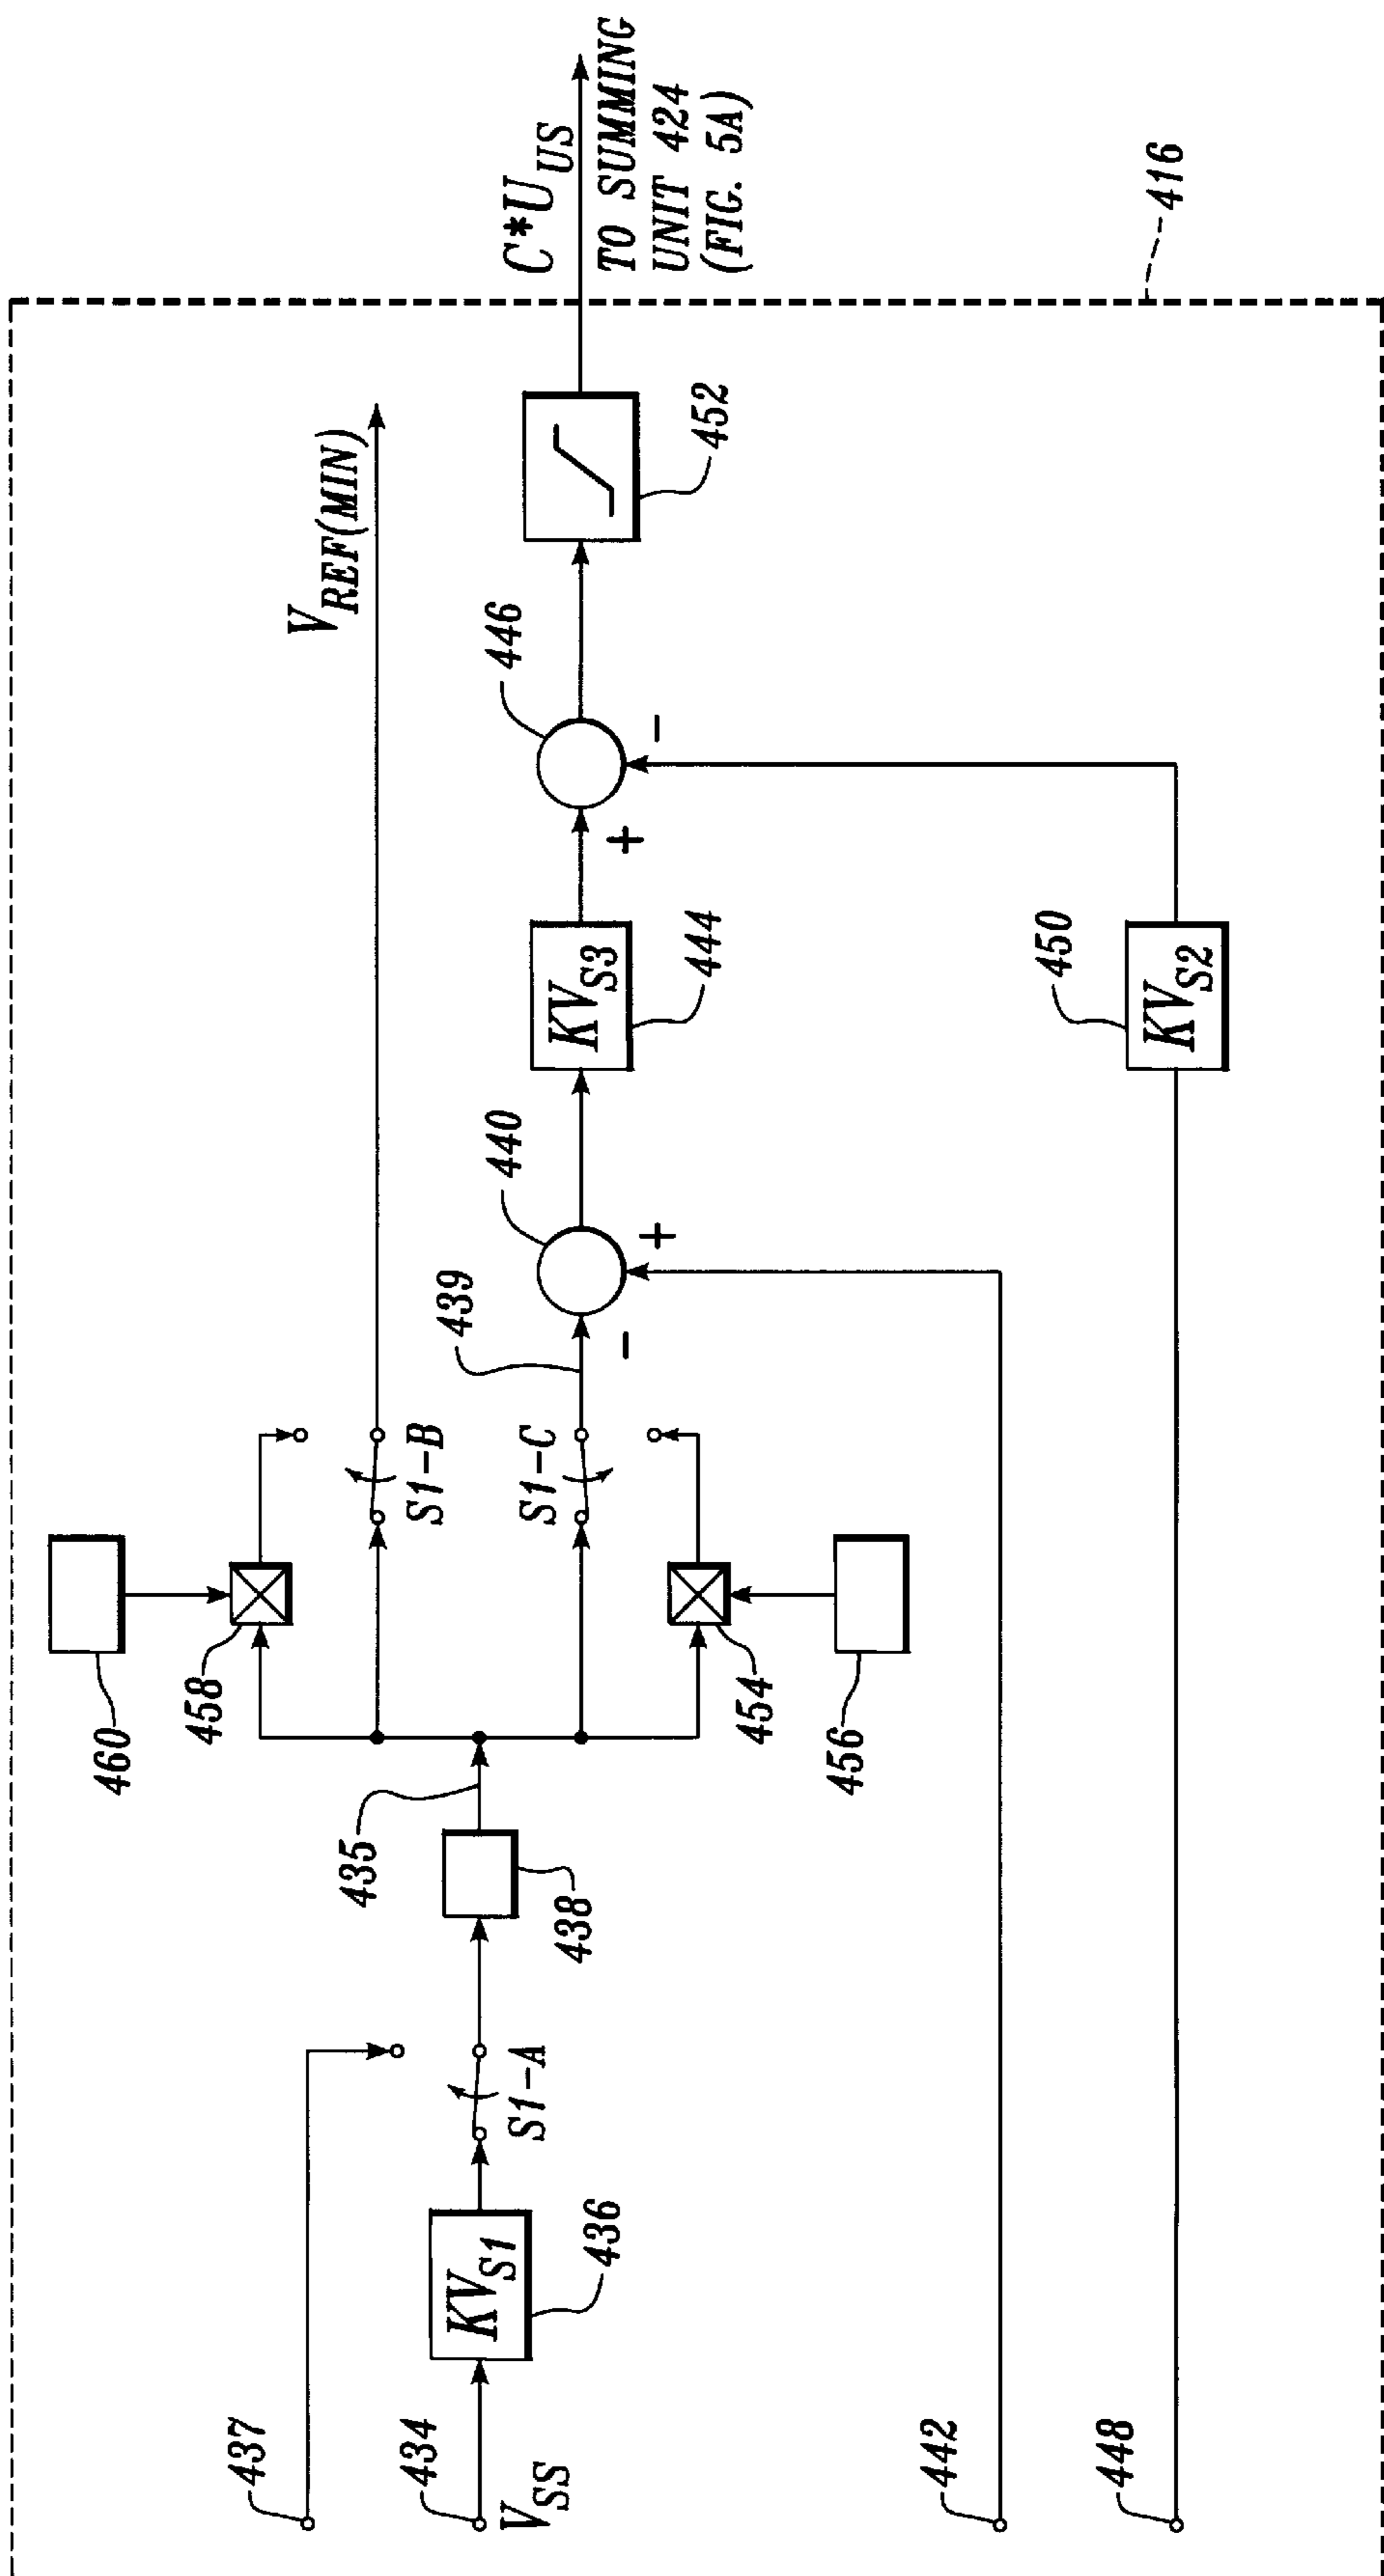 460
458
V_REF(MIN)
S1-B
437
435
439
440
446
C*U_US
TO SUMMING
UNIT 424
(FIG. 5A)
416
434
V_SS
KV_S1
436
S1-A
438
S1-C
KV_S3
444
452
454
456
442
448
450
KV_S2
+
-
+
-